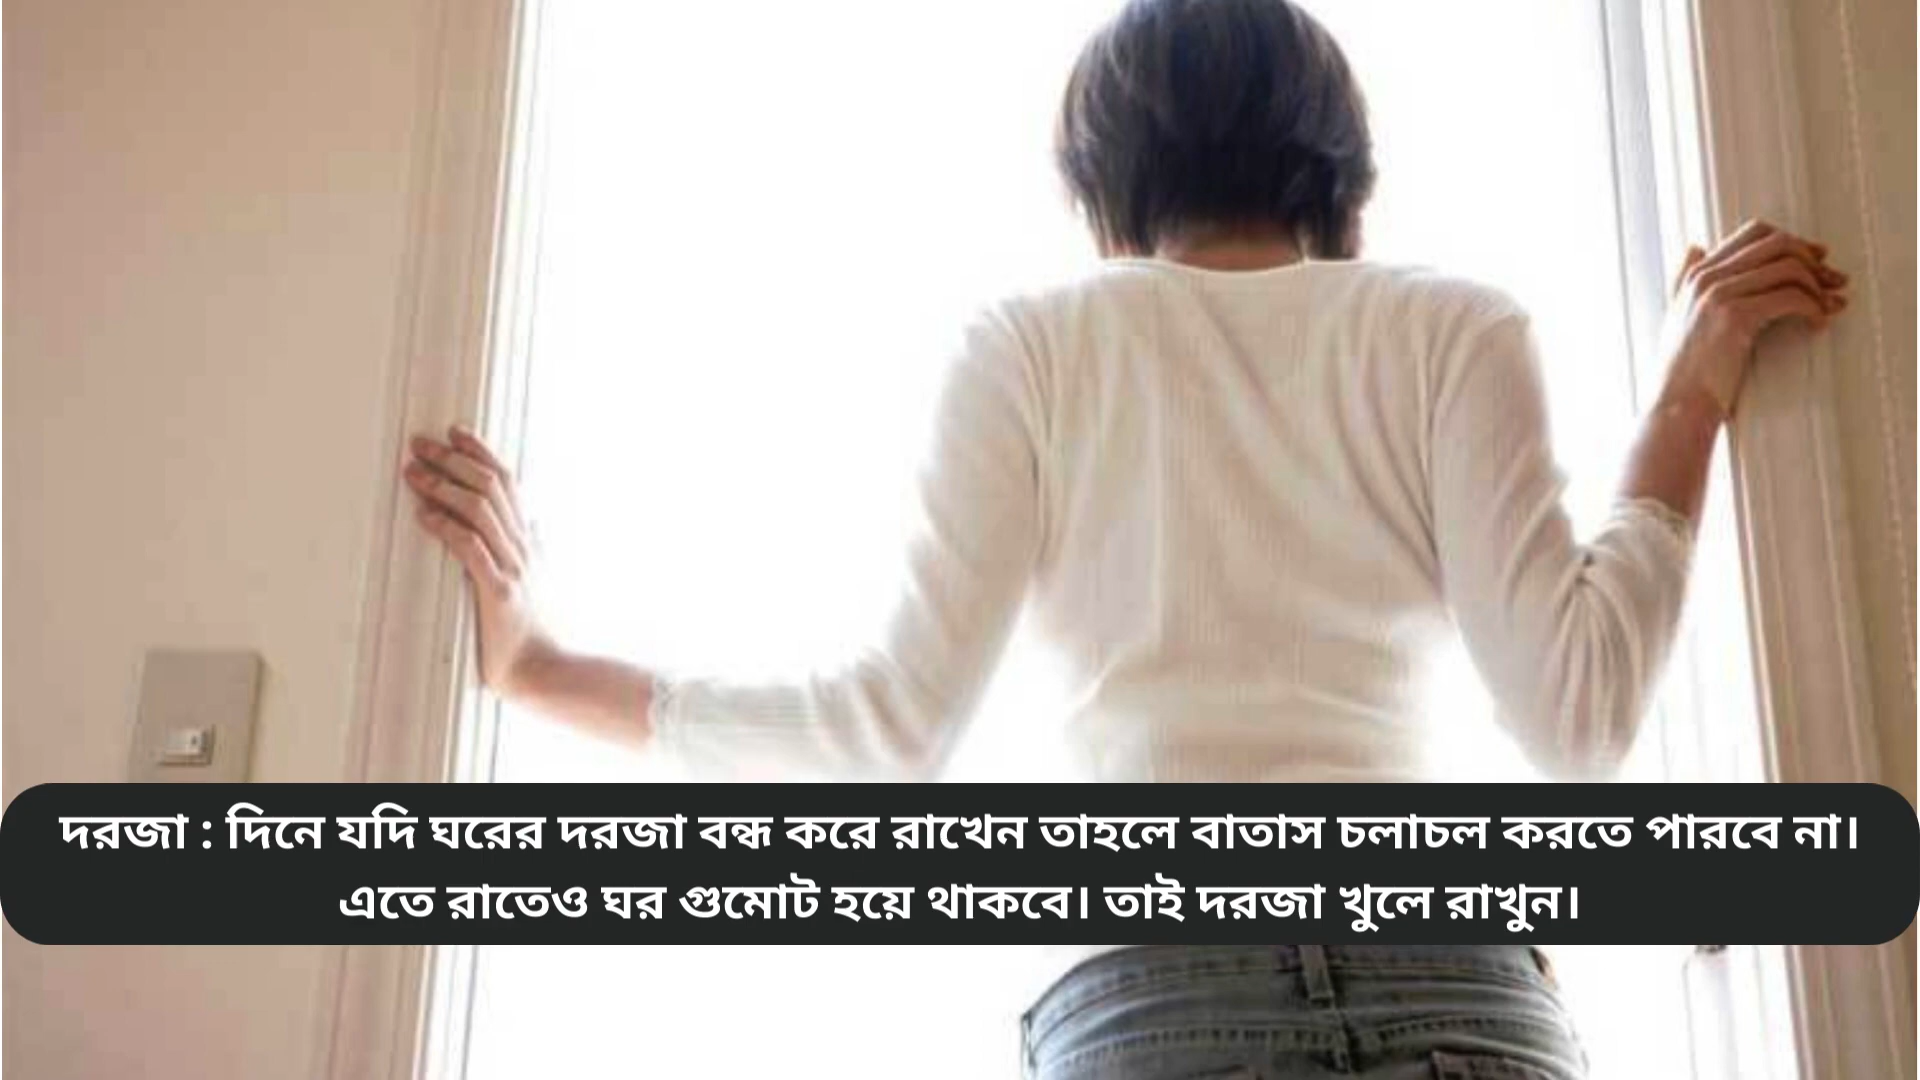 দরজা : দিনে যদি ঘরের দরজা বন্ধ করে রাখেন তাহলে বাতাস চলাচল করতে পারবে না।
এতে রাতেও ঘর গুমোট হয়ে থাকবে। তাই দরজা খুলে রাখুন।